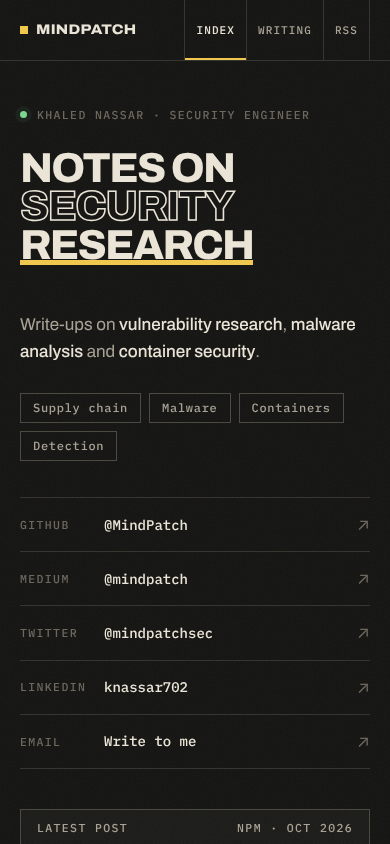 MINDPATCH
INDEX
WRITING
RSS
KHALED NASSAR · SECURITY ENGINEER
NOTES ON
SECURITY
RESEARCH
Write-ups on vulnerability research, malware
analysis and container security.
Supply chain
Malware
Containers
Detection
GITHUB @MindPatch ↗
MEDIUM @mindpatch ↗
TWITTER @mindpatchsec ↗
LINKEDIN knassar702 ↗
EMAIL Write to me ↗
LATEST POST NPM · OCT 2026